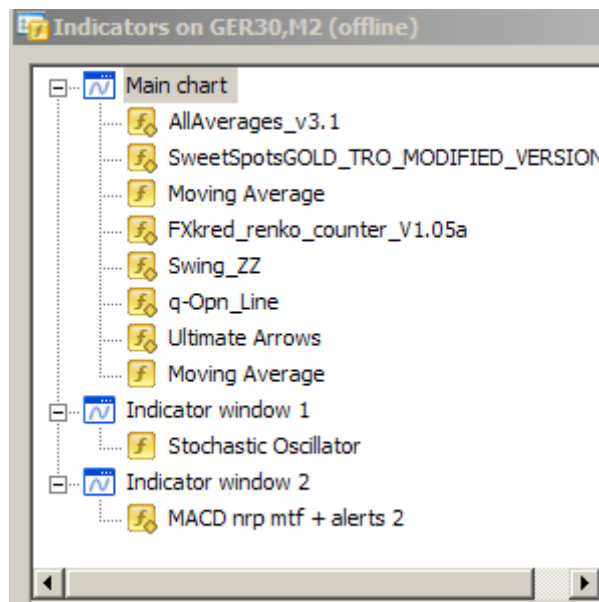 Indicators on GER30,M2 (offline)
Main chart
AllAverages_v3.1
SweetSpotsGOLD_TRO_MODIFIED_VERSION
Moving Average
FXkred_renko_counter_V1.05a
Swing_ZZ
q-Opn_Line
Ultimate Arrows
Moving Average
Indicator window 1
Stochastic Oscillator
Indicator window 2
MACD nrp mtf + alerts 2